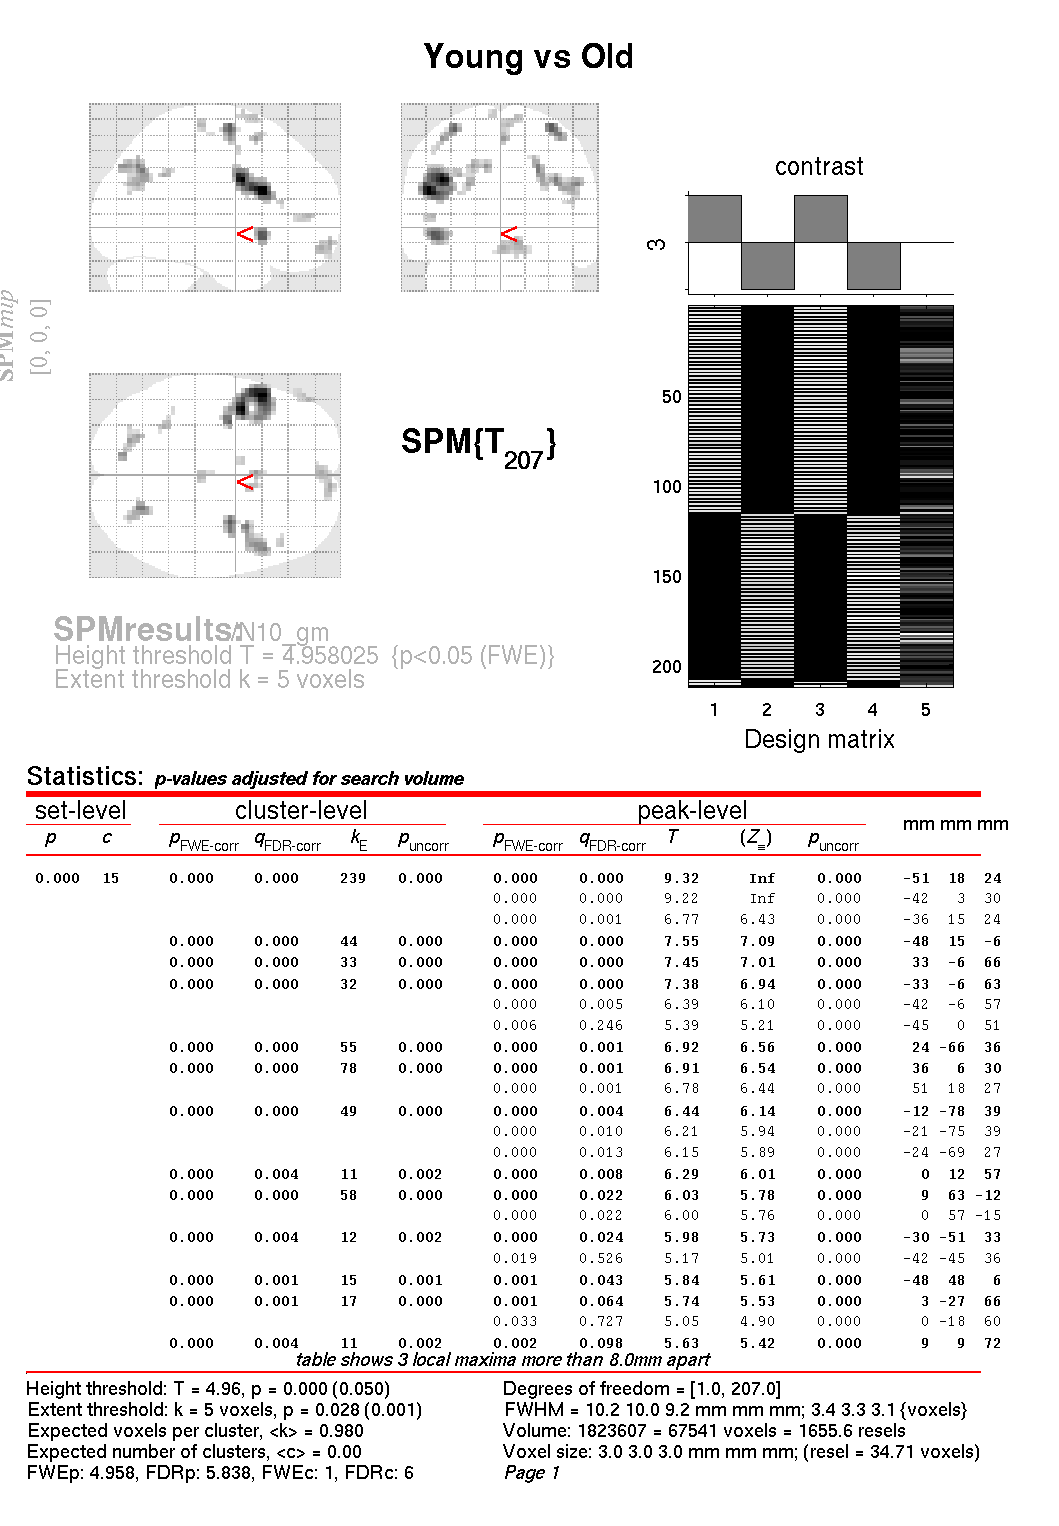 Young vs Old
contrast
3
SPMmip
[0, 0, 0]
<
<
<
SPM{T207}
50
100
150
200
1 2 3 4 5
Design matrix
SPMresults: ./N10_gm
Height threshold T = 4.958025 {p<0.05 (FWE)}
Extent threshold k = 5 voxels
Statistics: p-values adjusted for search volume
set-level cluster-level peak-level mm mm mm
p c pFWE-corr qFDR-corr kE puncorr pFWE-corr qFDR-corr T (Z≡) puncorr
0.000 15 0.000 0.000 239 0.000 0.000 0.000 9.32 Inf 0.000 -51 18 24
0.000 0.000 9.22 Inf 0.000 -42 3 30
0.000 0.001 6.77 6.43 0.000 -36 15 24
0.000 0.000 44 0.000 0.000 0.000 7.55 7.09 0.000 -48 15 -6
0.000 0.000 33 0.000 0.000 0.000 7.45 7.01 0.000 33 -6 66
0.000 0.000 32 0.000 0.000 0.000 7.38 6.94 0.000 -33 -6 63
0.000 0.005 6.39 6.10 0.000 -42 -6 57
0.006 0.246 5.39 5.21 0.000 -45 0 51
0.000 0.000 55 0.000 0.000 0.001 6.92 6.56 0.000 24 -66 36
0.000 0.000 78 0.000 0.000 0.001 6.91 6.54 0.000 36 6 30
0.000 0.001 6.78 6.44 0.000 51 18 27
0.000 0.000 49 0.000 0.000 0.004 6.44 6.14 0.000 -12 -78 39
0.000 0.010 6.21 5.94 0.000 -21 -75 39
0.000 0.013 6.15 5.89 0.000 -24 -69 27
0.000 0.004 11 0.002 0.000 0.008 6.29 6.01 0.000 0 12 57
0.000 0.000 58 0.000 0.000 0.022 6.03 5.78 0.000 9 63 -12
0.000 0.022 6.00 5.76 0.000 0 57 -15
0.000 0.004 12 0.002 0.000 0.024 5.98 5.73 0.000 -30 -51 33
0.019 0.526 5.17 5.01 0.000 -42 -45 36
0.000 0.001 15 0.001 0.001 0.043 5.84 5.61 0.000 -48 48 6
0.000 0.001 17 0.000 0.001 0.064 5.74 5.53 0.000 3 -27 66
0.033 0.727 5.05 4.90 0.000 0 -18 60
0.000 0.004 11 0.002 0.002 0.098 5.63 5.42 0.000 9 9 72
table shows 3 local maxima more than 8.0mm apart
Height threshold: T = 4.96, p = 0.000 (0.050)
Extent threshold: k = 5 voxels, p = 0.028 (0.001)
Expected voxels per cluster, <k> = 0.980
Expected number of clusters, <c> = 0.00
FWEp: 4.958, FDRp: 5.838, FWEc: 1, FDRc: 6
Degrees of freedom = [1.0, 207.0]
FWHM = 10.2 10.0 9.2 mm mm mm; 3.4 3.3 3.1 {voxels}
Volume: 1823607 = 67541 voxels = 1655.6 resels
Voxel size: 3.0 3.0 3.0 mm mm mm; (resel = 34.71 voxels)
Page 1